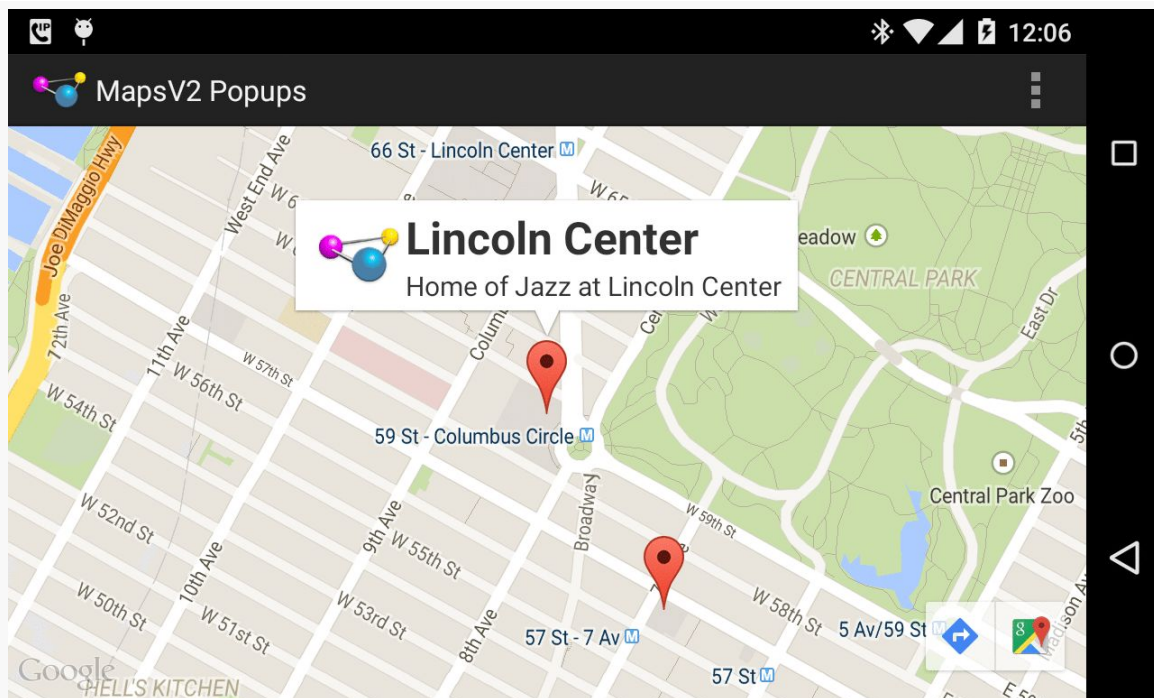 12:06
MapsV2 Popups
66 St - Lincoln Center M
Joe DiMaggio Hwy
West End Ave
Lincoln Center
Home of Jazz at Lincoln Center
eadow
CENTRAL PARK
East Dr
12th Ave
11th Ave
W 57th St
W 56th St
W 54th St
59 St - Columbus Circle M
Central Park Zoo
Broadway
W 59th St
W 52nd St
9th Ave
W 55th St
10th Ave
W 50th St
W 51st St
W 53rd St
8th Ave
57 St - 7 Av M
W 58th St
5 Av/59 St M
57 St M
Google
HELL'S KITCHEN